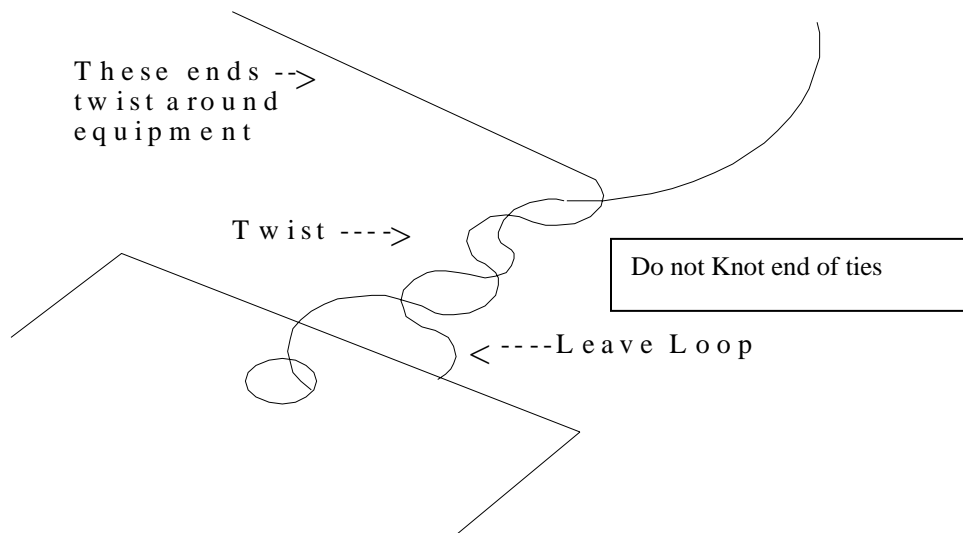 These ends -->
twist around
equipment
Twist ---->
Do not Knot end of ties
<----Leave Loop